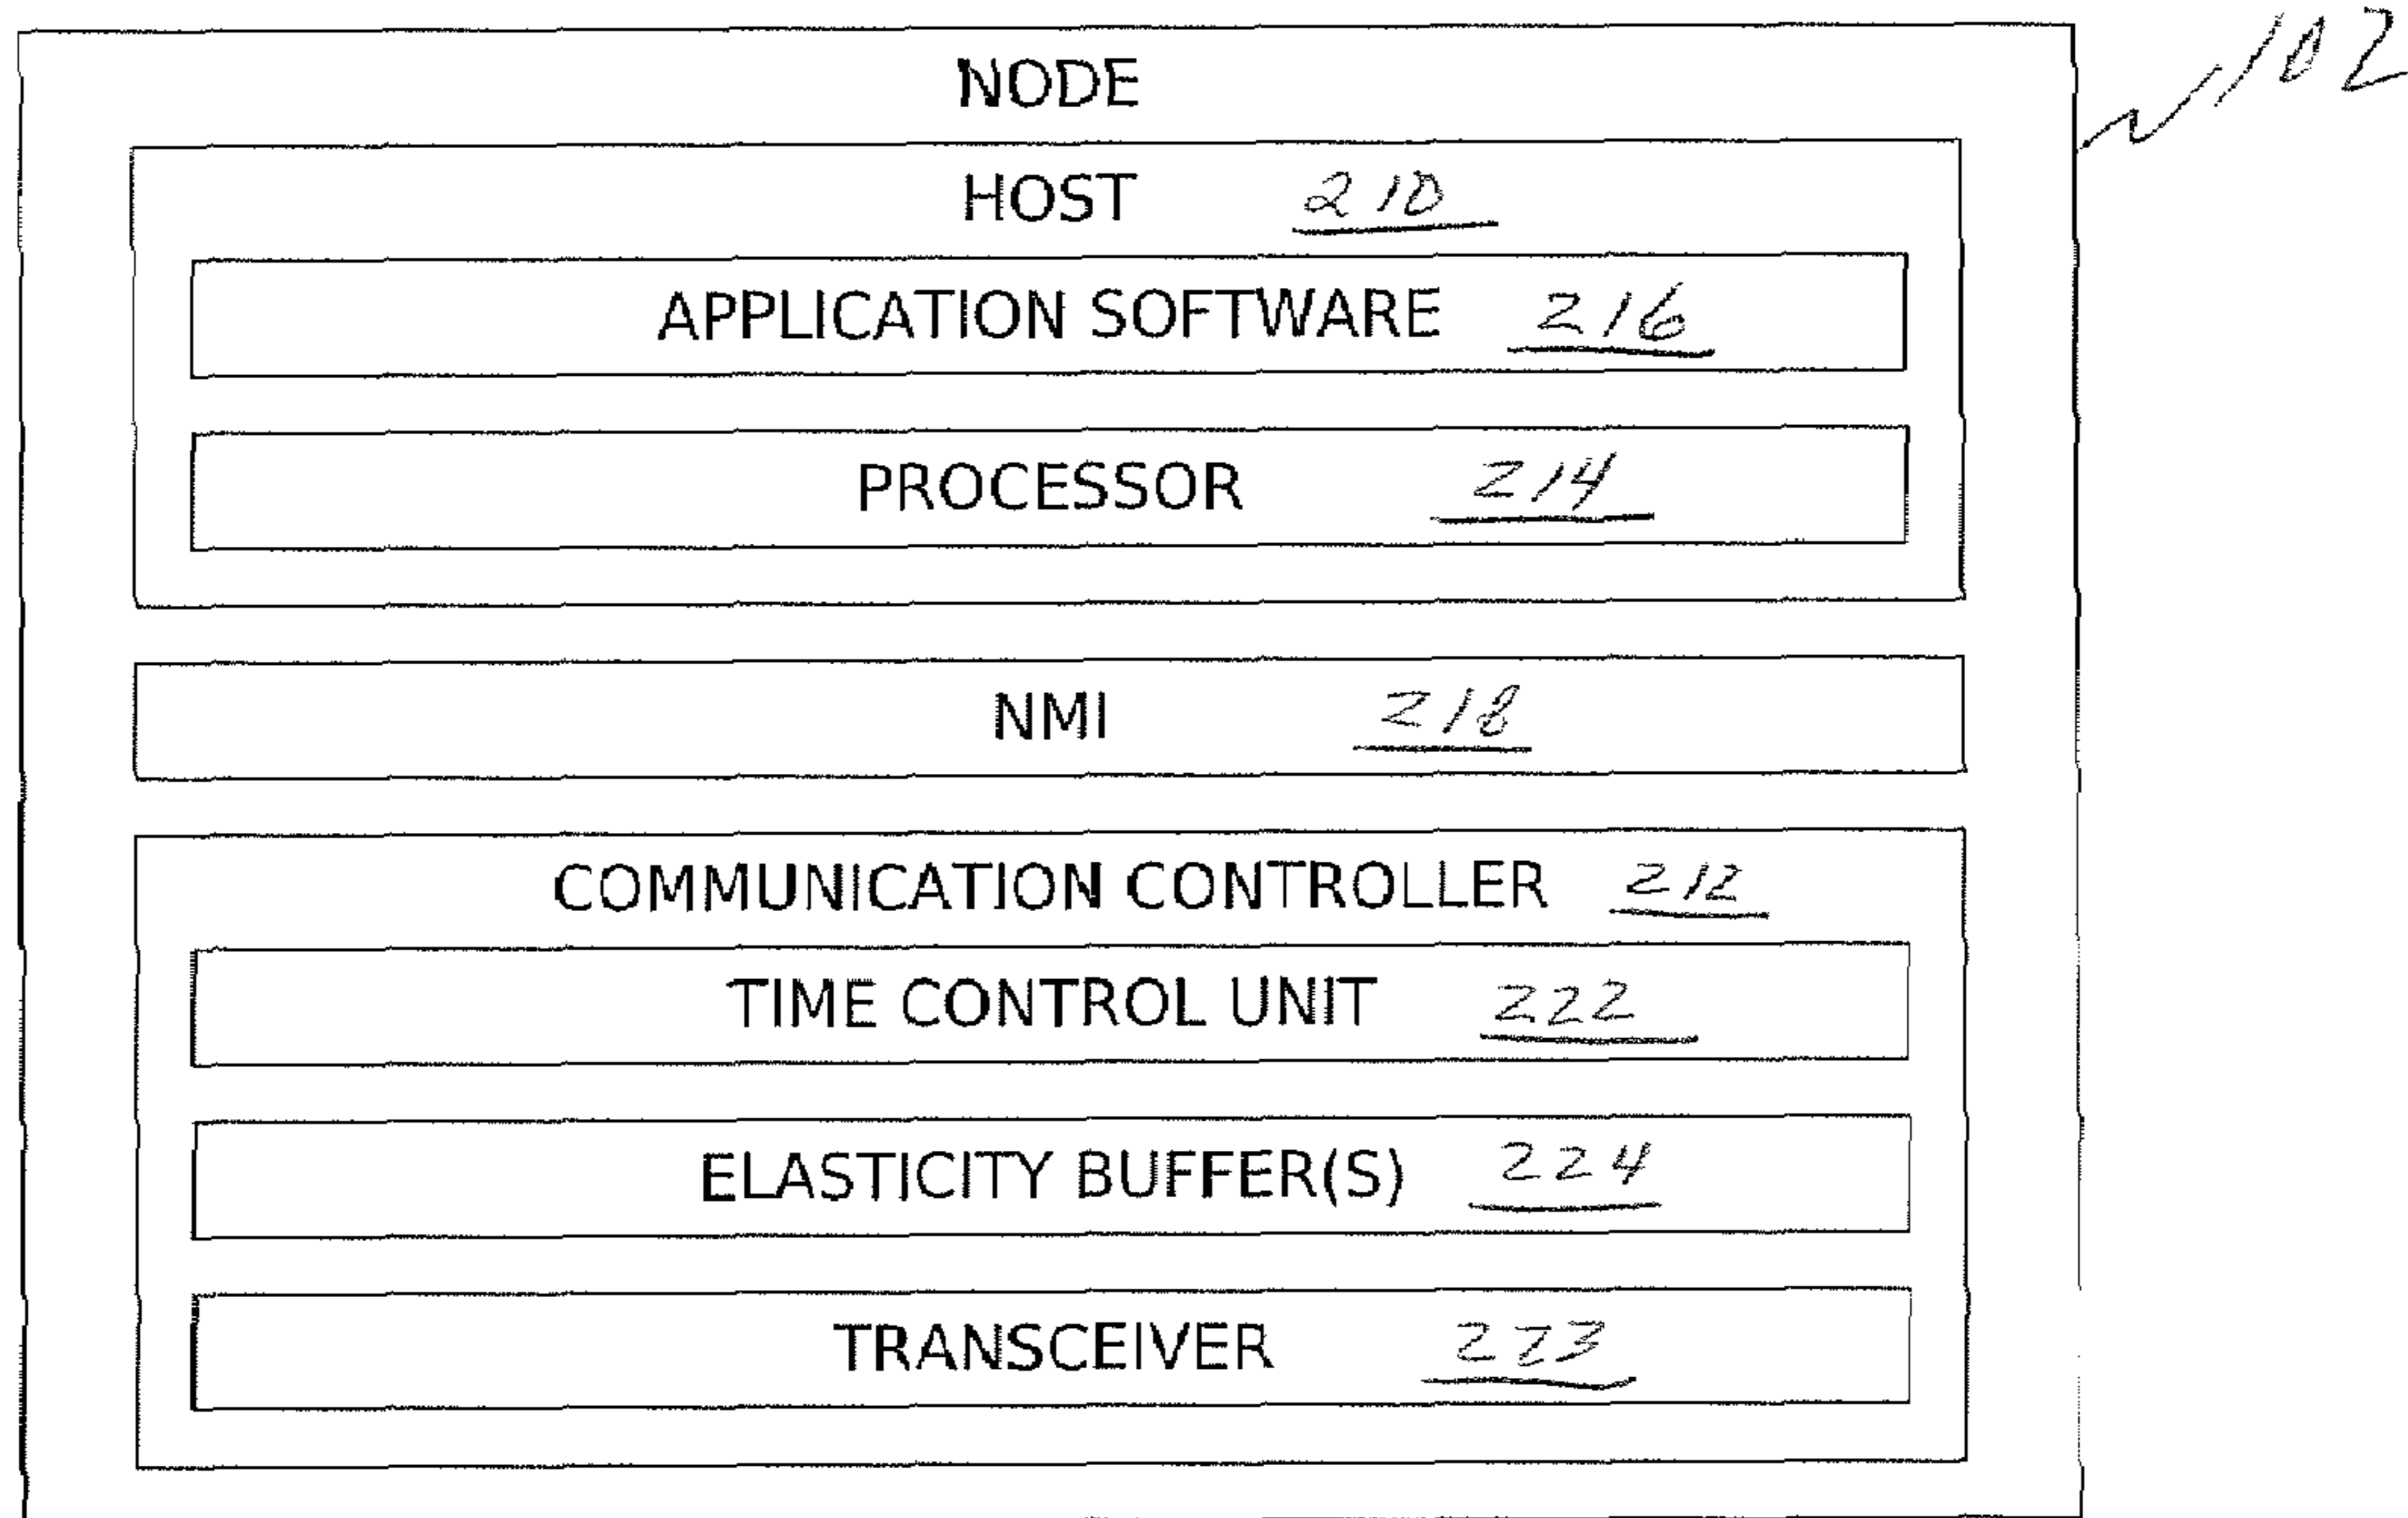 102
NODE
HOST 210
APPLICATION SOFTWARE 216
PROCESSOR 214
NMI 218
COMMUNICATION CONTROLLER 212
TIME CONTROL UNIT 222
ELASTICITY BUFFER(S) 224
TRANSCEIVER 223